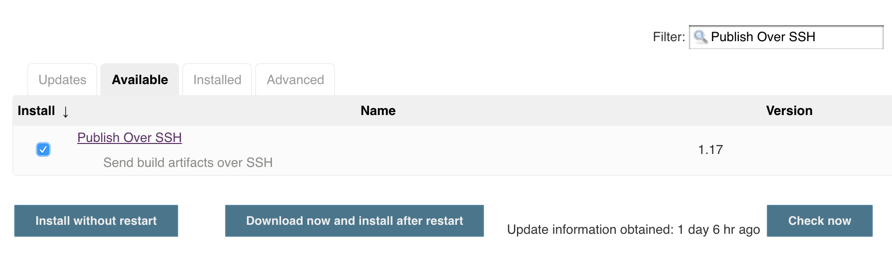 Filter: Publish Over SSH
Updates Available Installed Advanced
Install ↓ Name Version
Publish Over SSH
1.17
Send build artifacts over SSH
Install without restart Download now and install after restart Update information obtained: 1 day 6 hr ago Check now